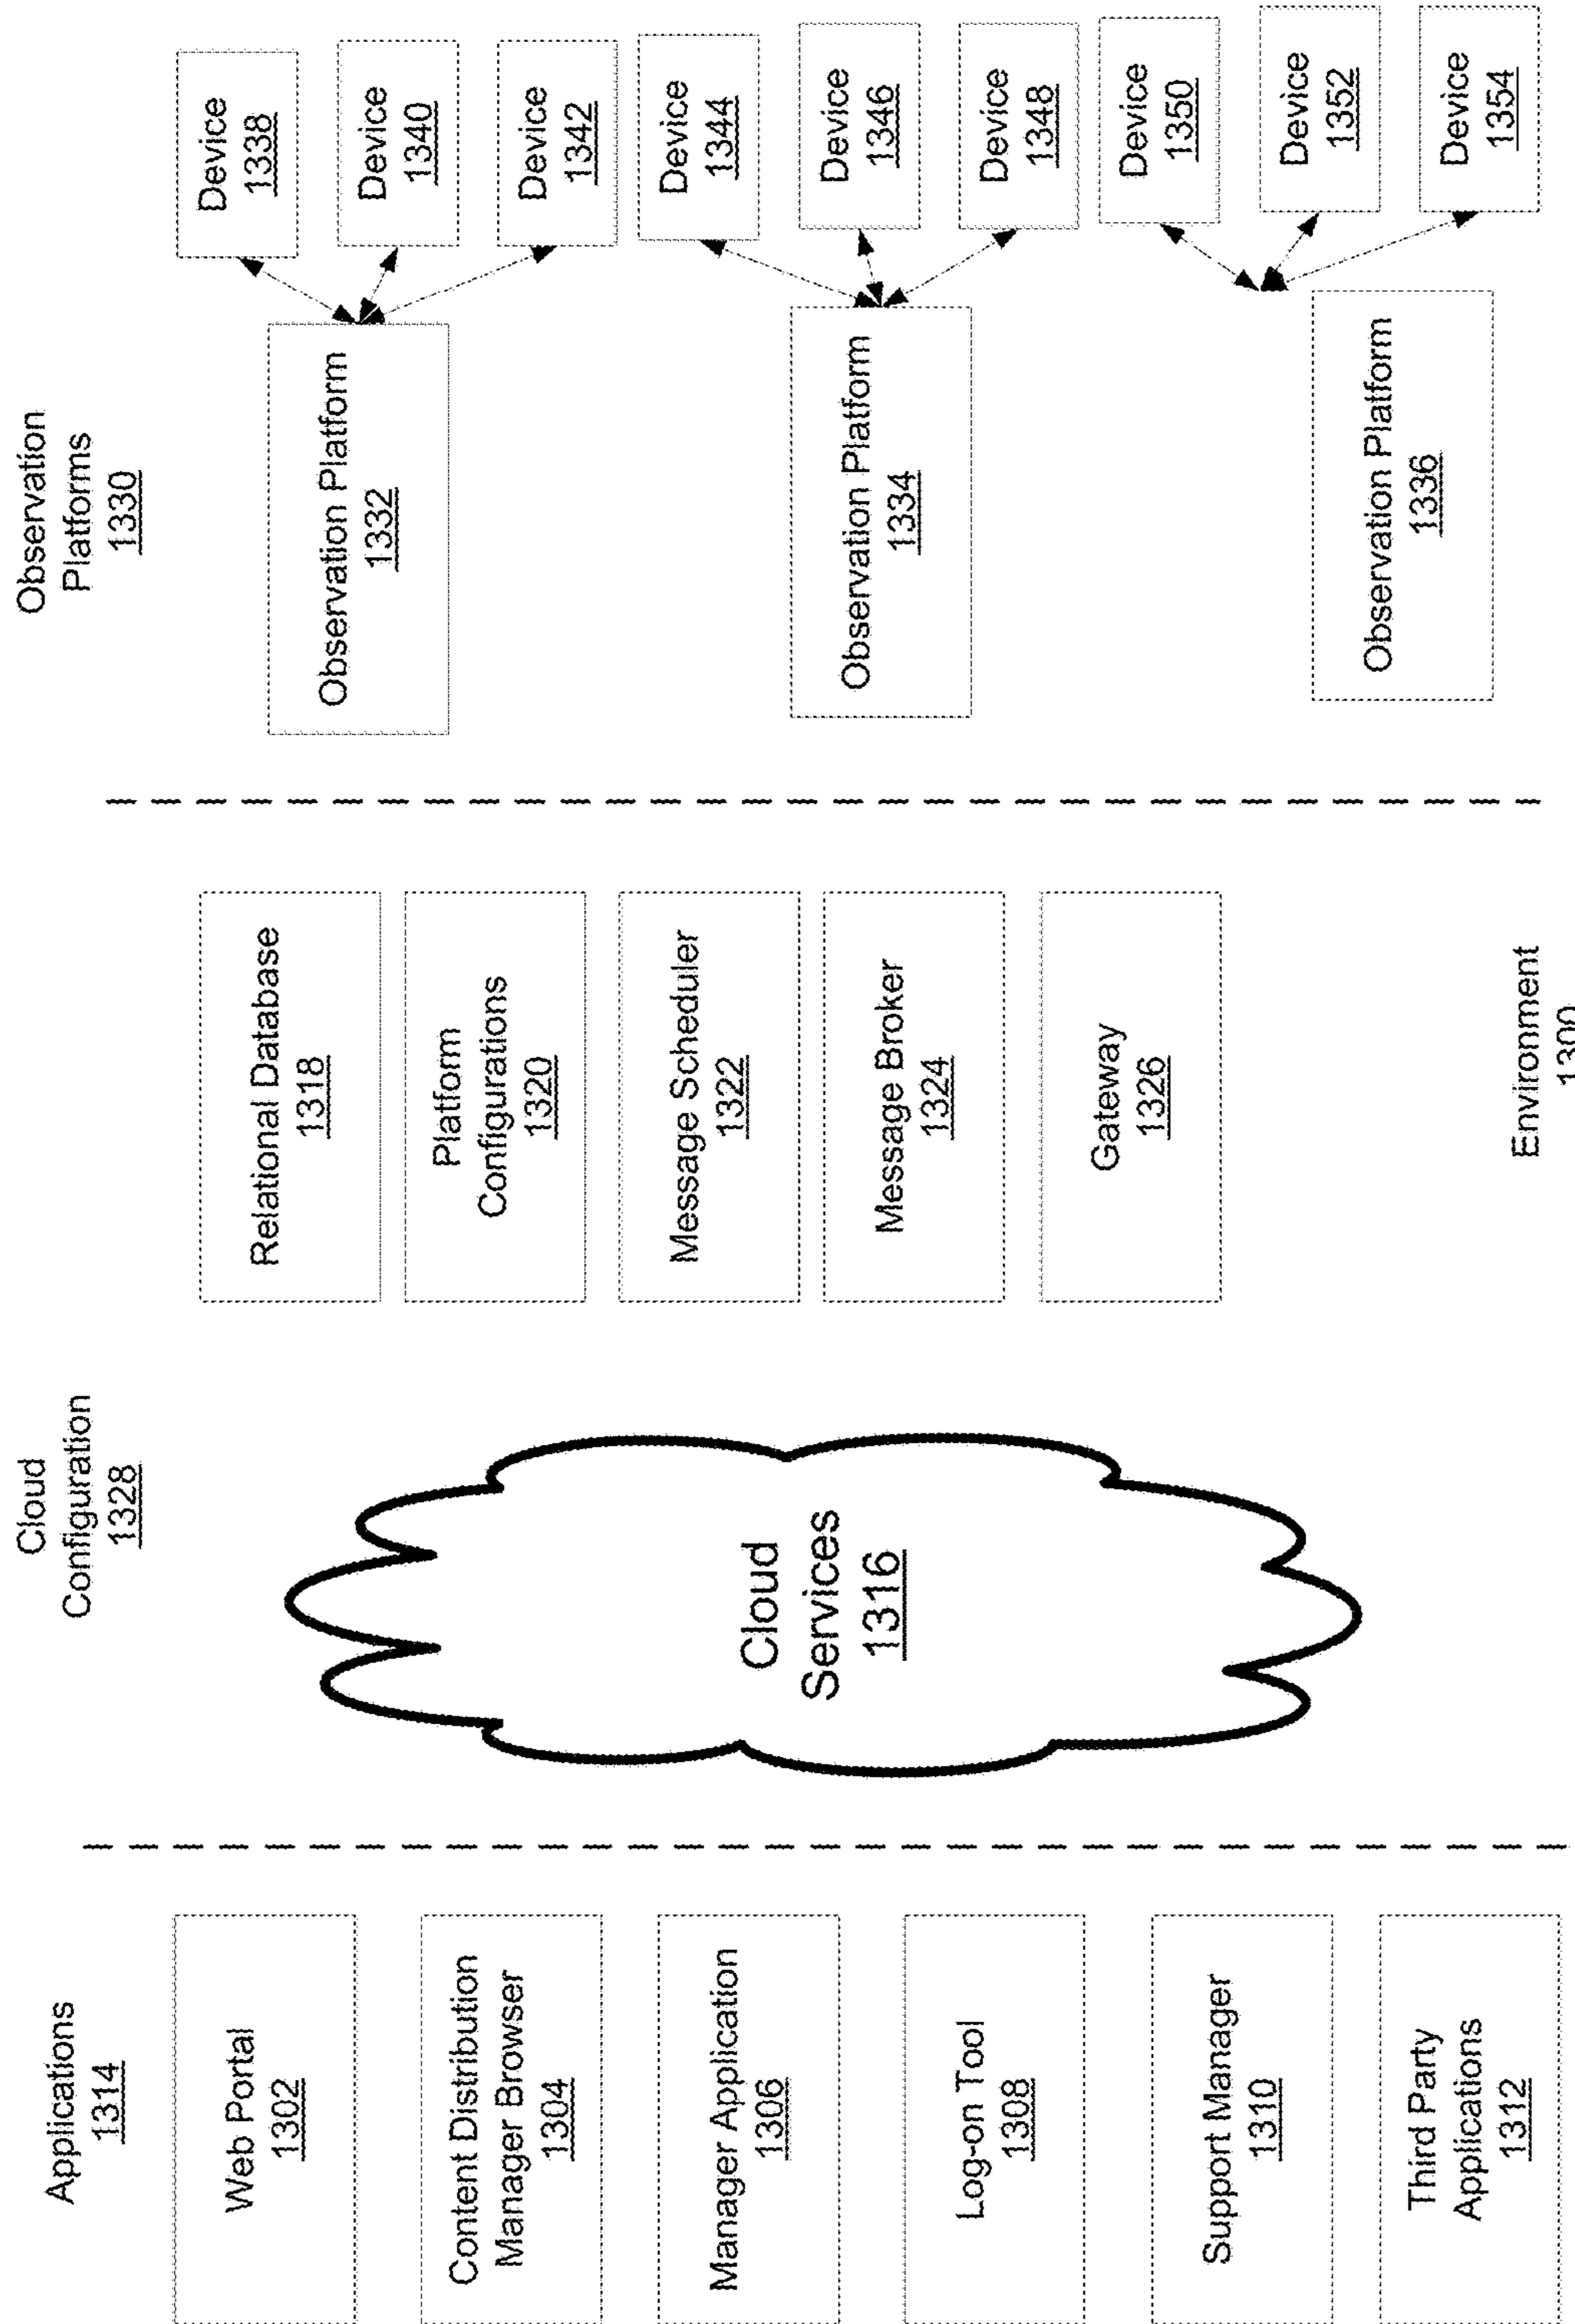 Applications
1314
Web Portal
1302
Content Distribution
Manager Browser
1304
Manager Application
1306
Log-on Tool
1308
Support Manager
1310
Third Party
Applications
1312
Cloud
Configuration
1328
Cloud
Services
1316
Relational Database
1318
Platform
Configurations
1320
Message Scheduler
1322
Message Broker
1324
Gateway
1326
Environment
1300
Observation
Platforms
1330
Observation Platform
1332
Observation Platform
1334
Observation Platform
1336
Device
1338
Device
1340
Device
1342
Device
1344
Device
1346
Device
1348
Device
1350
Device
1352
Device
1354